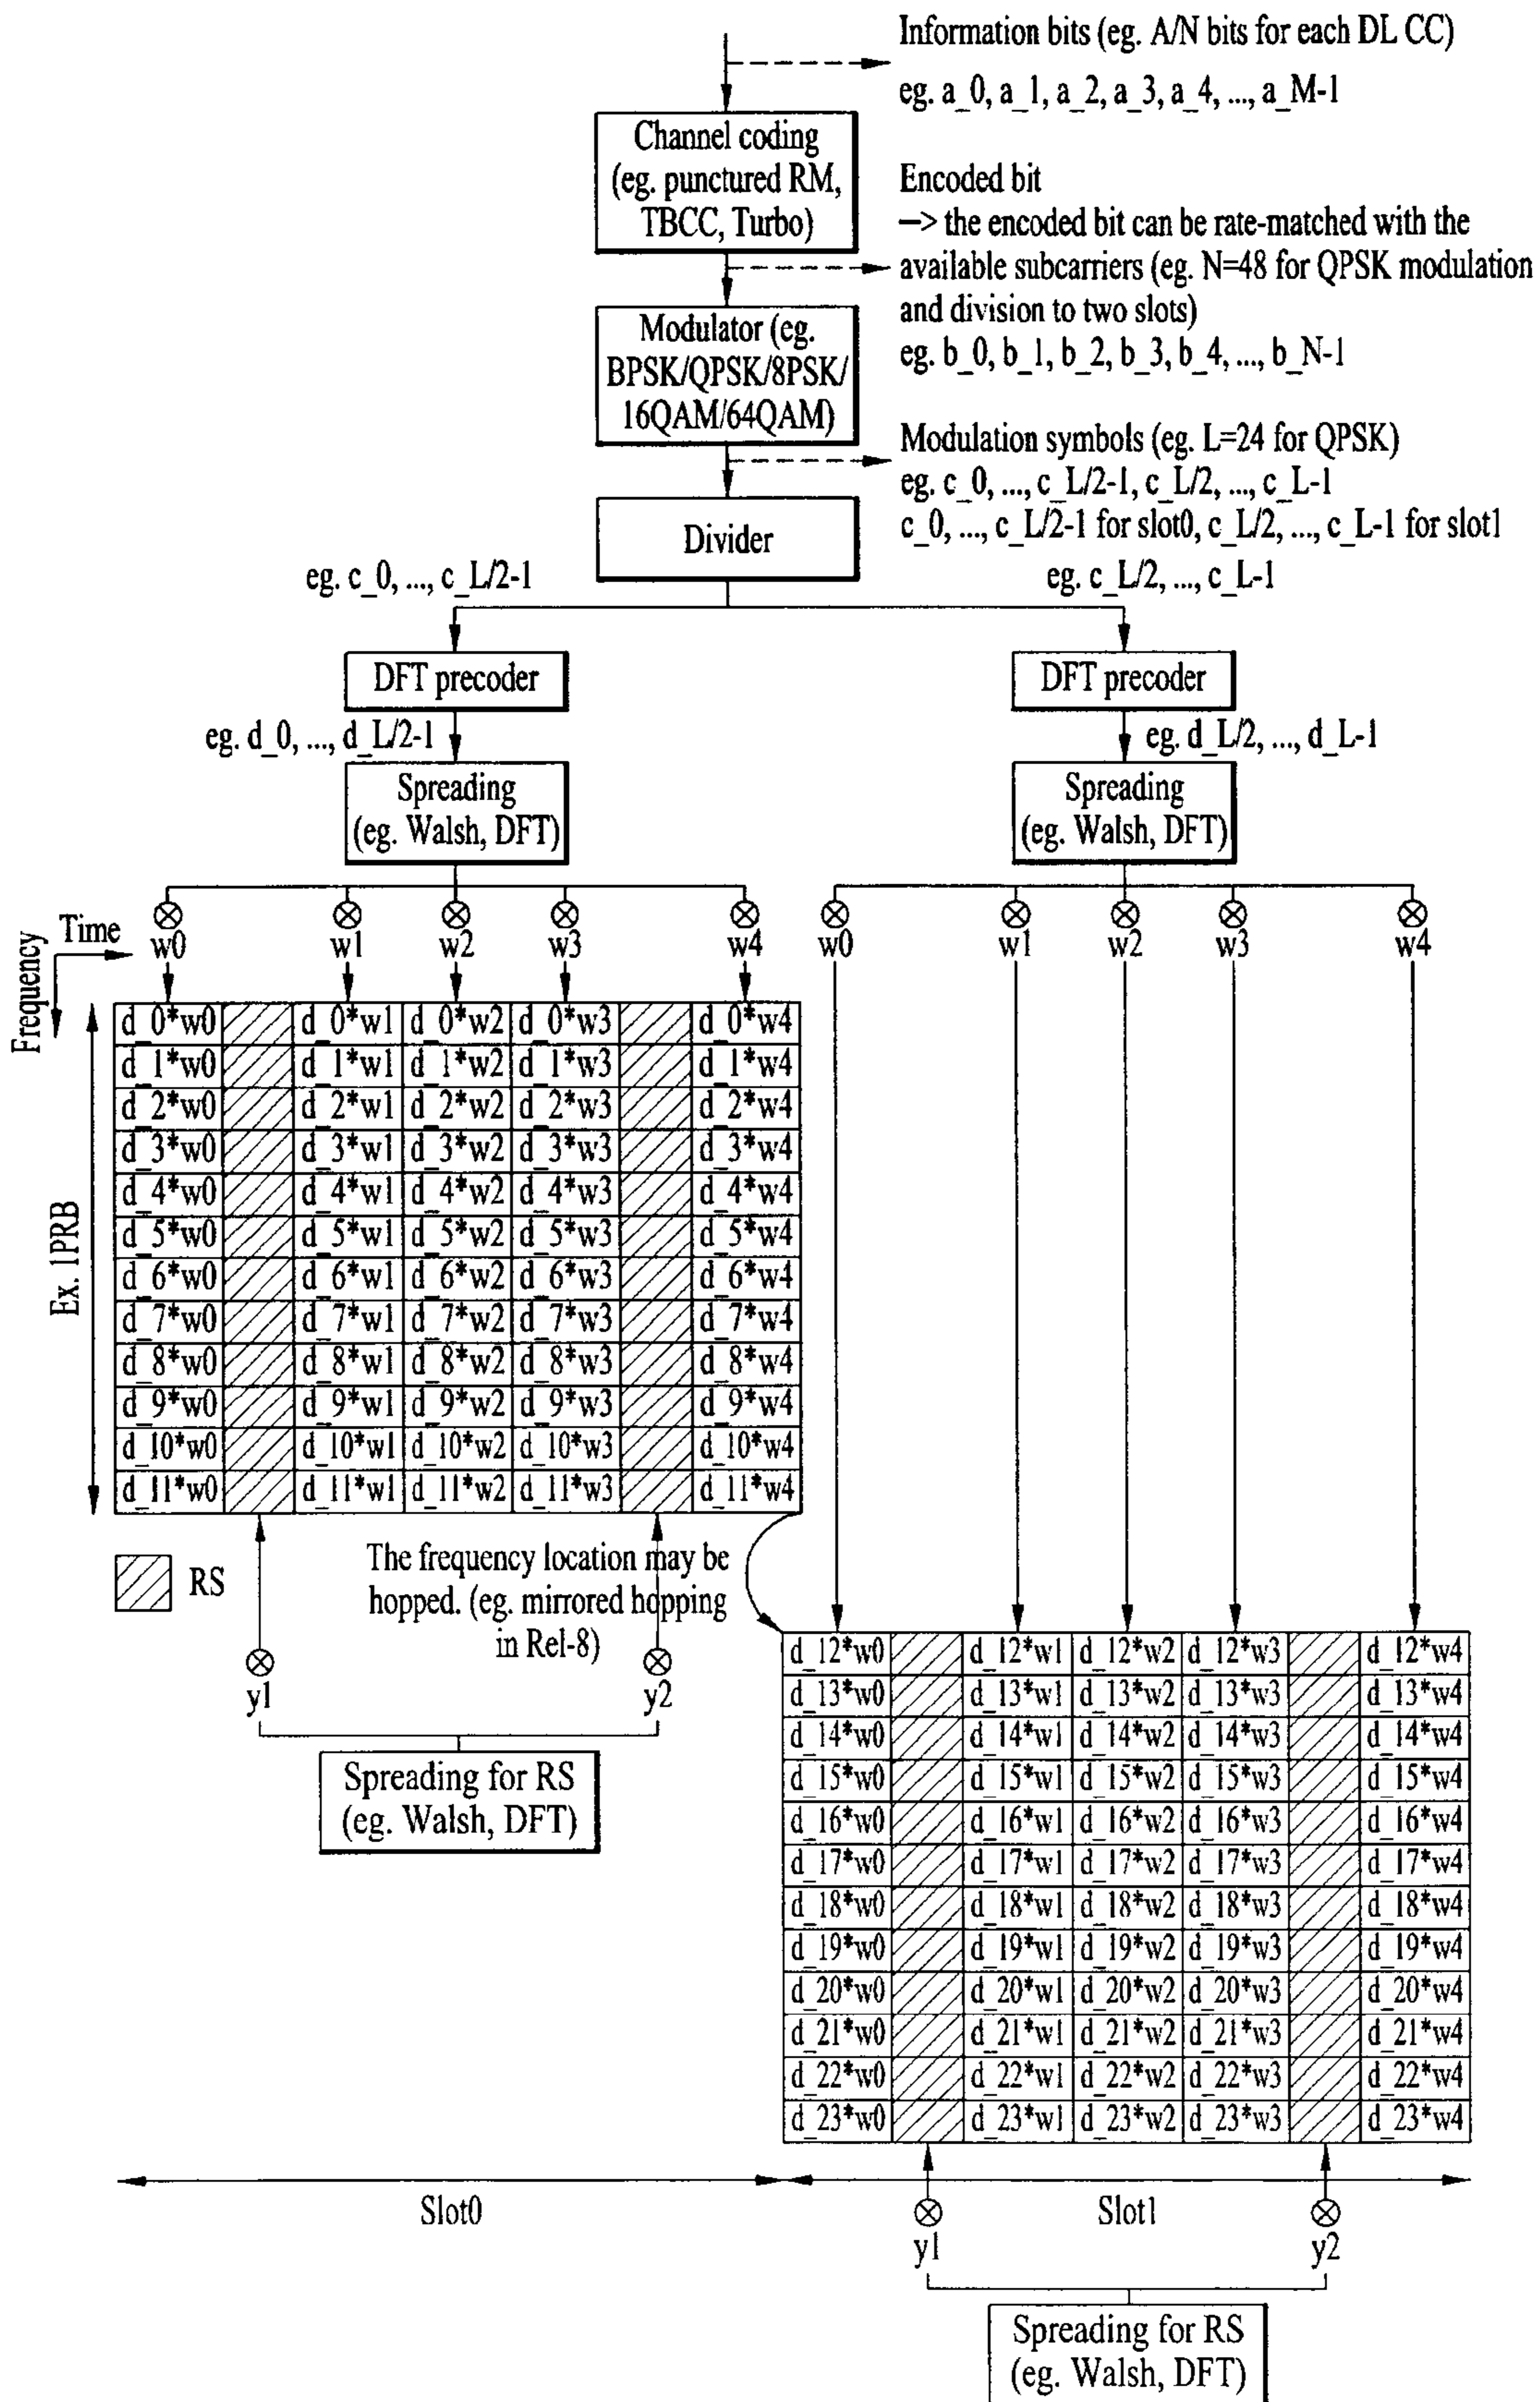 Information bits (eg. A/N bits for each DL CC)
eg. a_0, a_1, a_2, a_3, a_4, ..., a_M-1
Channel coding
(eg. punctured RM,
TBCC, Turbo)
Encoded bit
—> the encoded bit can be rate-matched with the
available subcarriers (eg. N=48 for QPSK modulation
and division to two slots)
eg. b_0, b_1, b_2, b_3, b_4, ..., b_N-1
Modulator (eg.
BPSK/QPSK/8PSK/
16QAM/64QAM)
Modulation symbols (eg. L=24 for QPSK)
eg. c_0, ..., c_L/2-1, c_L/2, ..., c_L-1
c_0, ..., c_L/2-1 for slot0, c_L/2, ..., c_L-1 for slot1
Divider
eg. c_0, ..., c_L/2-1
eg. c_L/2, ..., c_L-1
DFT precoder
DFT precoder
eg. d_0, ..., d_L/2-1
eg. d_L/2, ..., d_L-1
Spreading
(eg. Walsh, DFT)
Spreading
(eg. Walsh, DFT)
Time
Frequency
w0 w1 w2 w3 w4 w0 w1 w2 w3 w4
Ex. 1PRB
d_0*w0 d_0*w1 d_0*w2 d_0*w3 d_0*w4
d_1*w0 d_1*w1 d_1*w2 d_1*w3 d_1*w4
d_2*w0 d_2*w1 d_2*w2 d_2*w3 d_2*w4
d_3*w0 d_3*w1 d_3*w2 d_3*w3 d_3*w4
d_4*w0 d_4*w1 d_4*w2 d_4*w3 d_4*w4
d_5*w0 d_5*w1 d_5*w2 d_5*w3 d_5*w4
d_6*w0 d_6*w1 d_6*w2 d_6*w3 d_6*w4
d_7*w0 d_7*w1 d_7*w2 d_7*w3 d_7*w4
d_8*w0 d_8*w1 d_8*w2 d_8*w3 d_8*w4
d_9*w0 d_9*w1 d_9*w2 d_9*w3 d_9*w4
d_10*w0 d_10*w1 d_10*w2 d_10*w3 d_10*w4
d_11*w0 d_11*w1 d_11*w2 d_11*w3 d_11*w4
RS
The frequency location may be
hopped. (eg. mirrored hopping
in Rel-8)
y1 y2
Spreading for RS
(eg. Walsh, DFT)
d_12*w0 d_12*w1 d_12*w2 d_12*w3 d_12*w4
d_13*w0 d_13*w1 d_13*w2 d_13*w3 d_13*w4
d_14*w0 d_14*w1 d_14*w2 d_14*w3 d_14*w4
d_15*w0 d_15*w1 d_15*w2 d_15*w3 d_15*w4
d_16*w0 d_16*w1 d_16*w2 d_16*w3 d_16*w4
d_17*w0 d_17*w1 d_17*w2 d_17*w3 d_17*w4
d_18*w0 d_18*w1 d_18*w2 d_18*w3 d_18*w4
d_19*w0 d_19*w1 d_19*w2 d_19*w3 d_19*w4
d_20*w0 d_20*w1 d_20*w2 d_20*w3 d_20*w4
d_21*w0 d_21*w1 d_21*w2 d_21*w3 d_21*w4
d_22*w0 d_22*w1 d_22*w2 d_22*w3 d_22*w4
d_23*w0 d_23*w1 d_23*w2 d_23*w3 d_23*w4
Slot0
Slot1
y1 y2
Spreading for RS
(eg. Walsh, DFT)